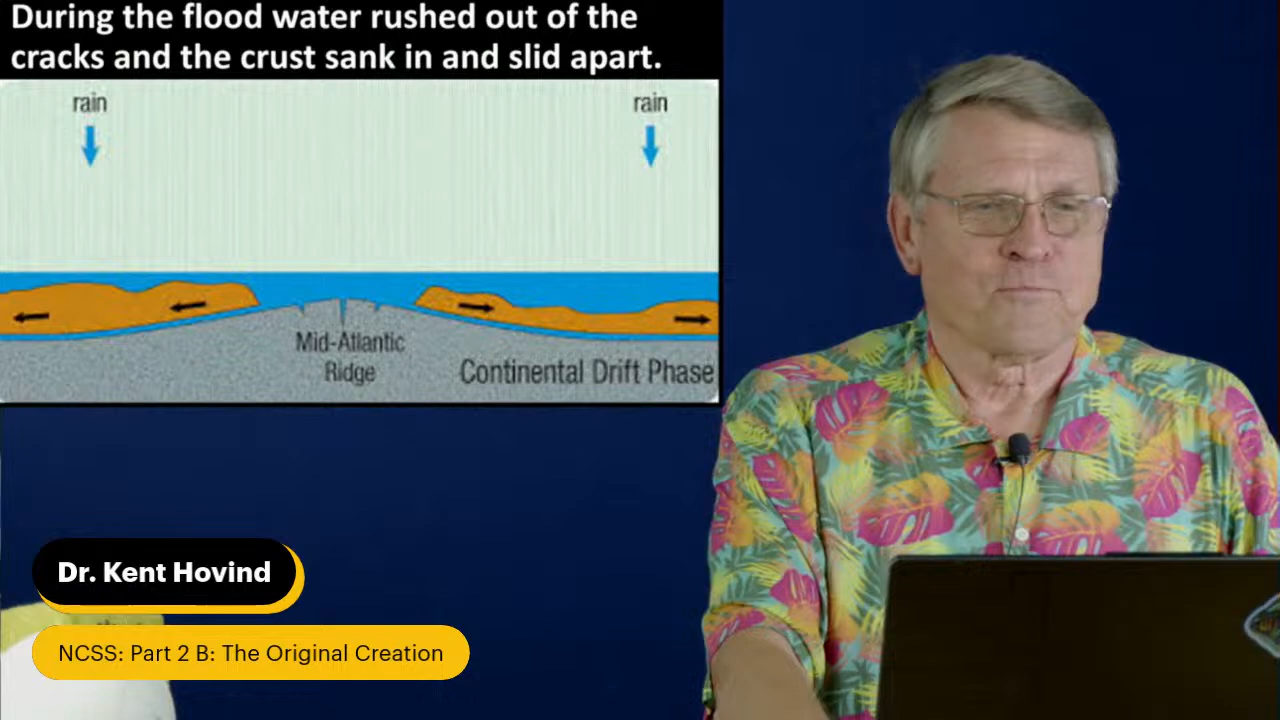 During the flood water rushed out of the
cracks and the crust sank in and slid apart.
rain
rain
Mid-Atlantic
Ridge
Continental Drift Phase
Dr. Kent Hovind
NCSS: Part 2 B: The Original Creation